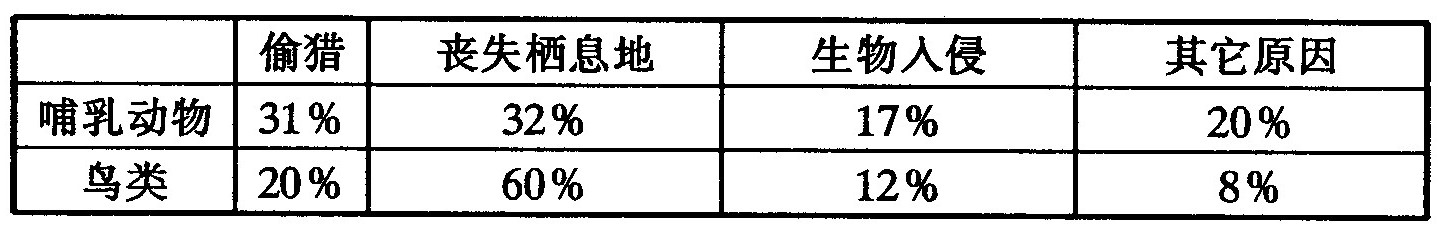 偷猎 丧失栖息地 生物入侵 其它原因
哺乳动物 31% 32% 17% 20%
鸟类 20% 60% 12% 8%